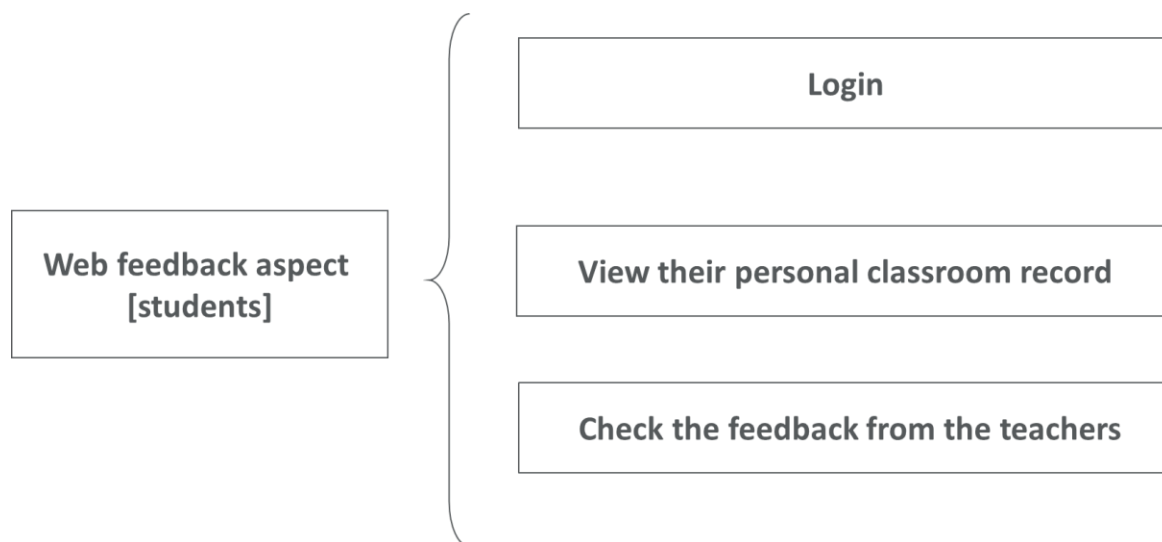 Login
Web feedback aspect
[students]
View their personal classroom record
Check the feedback from the teachers